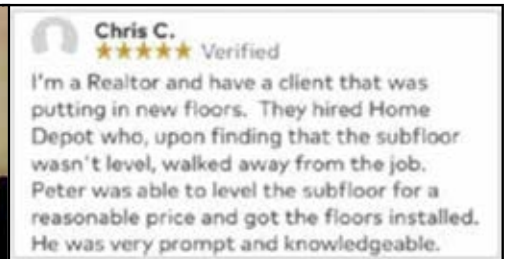 Chris C.
Verified
I'm a Realtor and have a client that was
putting in new floors. They hired Home
Depot who, upon finding that the subfloor
wasn't level, walked away from the job.
Peter was able to level the subfloor for a
reasonable price and got the floors installed.
He was very prompt and knowledgeable.